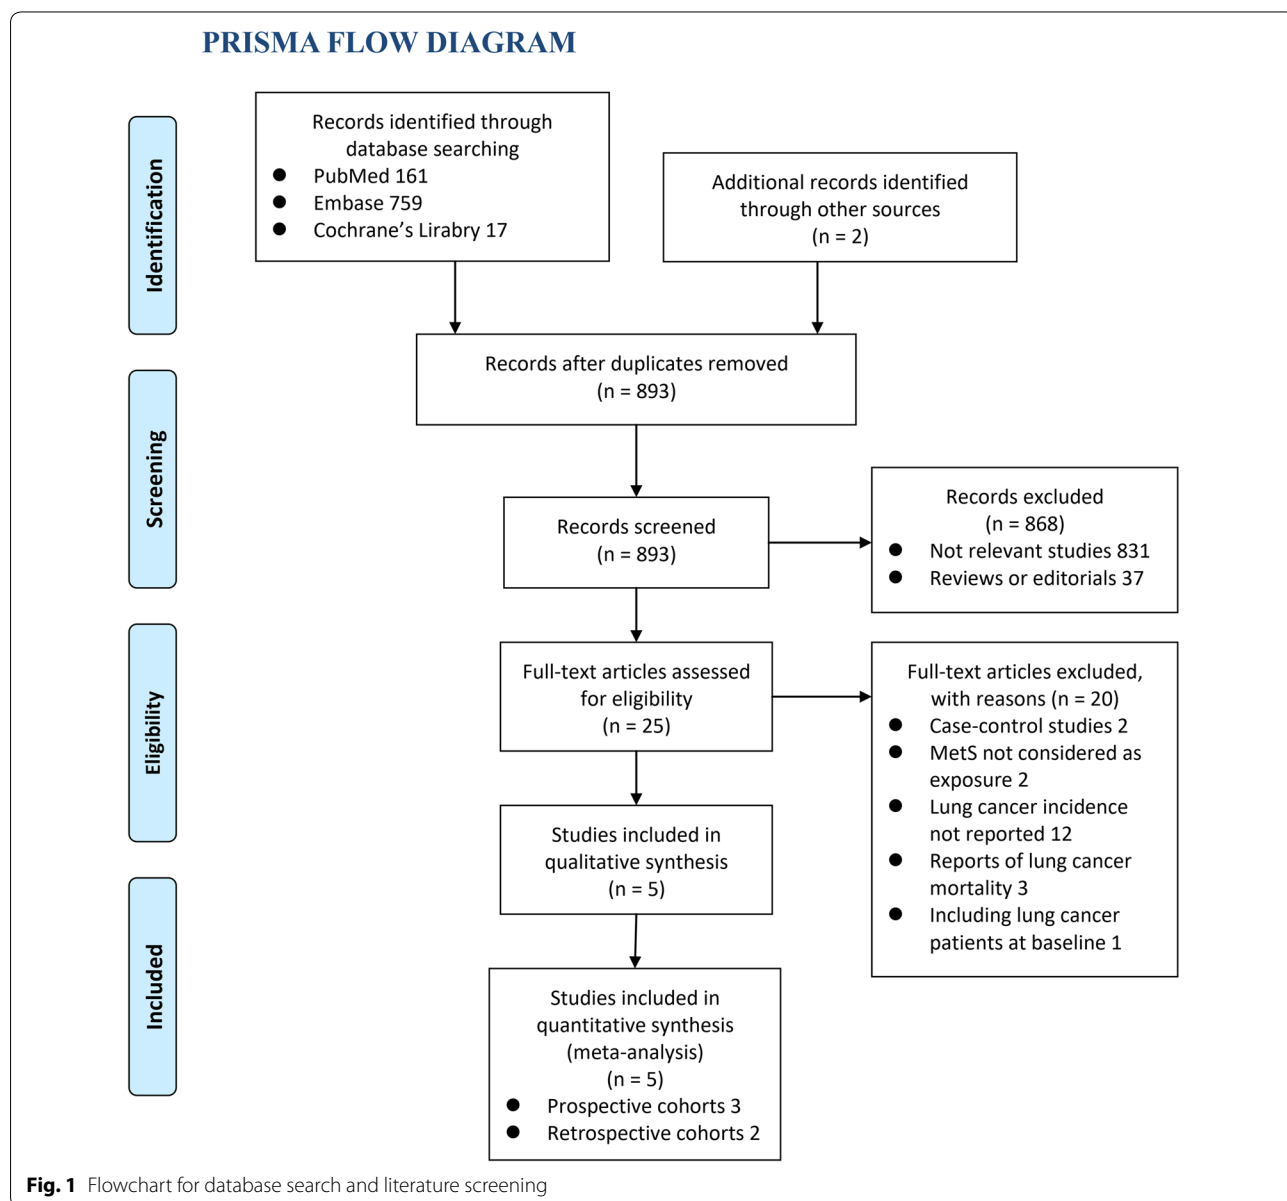 PRISMA FLOW DIAGRAM
Identification
Records identified through
database searching
● PubMed 161
● Embase 759
● Cochrane's Lirabry 17
Additional records identified
through other sources
(n = 2)
Records after duplicates removed
(n = 893)
Screening
Records screened
(n = 893)
Records excluded
(n = 868)
● Not relevant studies 831
● Reviews or editorials 37
Eligibility
Full-text articles assessed
for eligibility
(n = 25)
Full-text articles excluded,
with reasons (n = 20)
● Case-control studies 2
● MetS not considered as
exposure 2
● Lung cancer incidence
not reported 12
● Reports of lung cancer
mortality 3
● Including lung cancer
patients at baseline 1
Studies included in
qualitative synthesis
(n = 5)
Included
Studies included in
quantitative synthesis
(meta-analysis)
(n = 5)
● Prospective cohorts 3
● Retrospective cohorts 2
Fig. 1 Flowchart for database search and literature screening